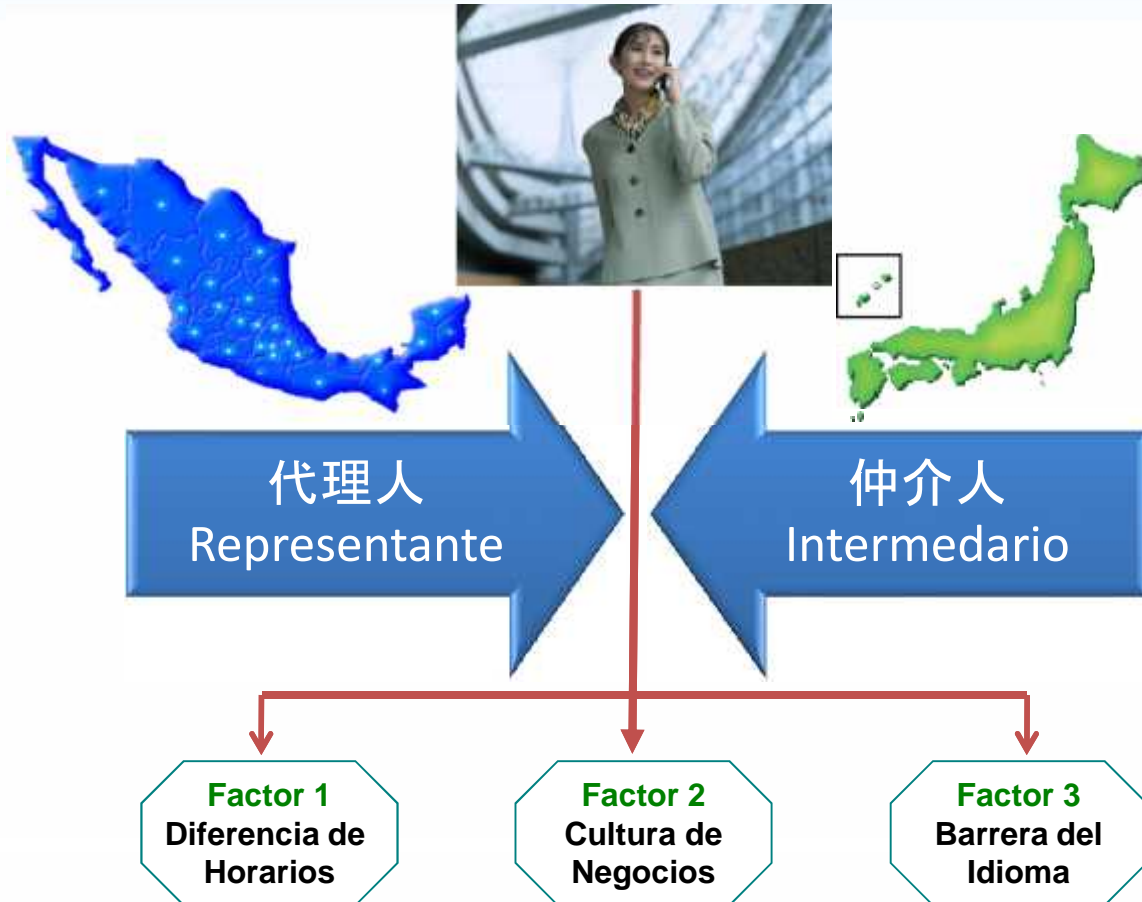 代理人
Representante
仲介人
Intermedario
Factor 1
Diferencia de
Horarios
Factor 2
Cultura de
Negocios
Factor 3
Barrera del
Idioma